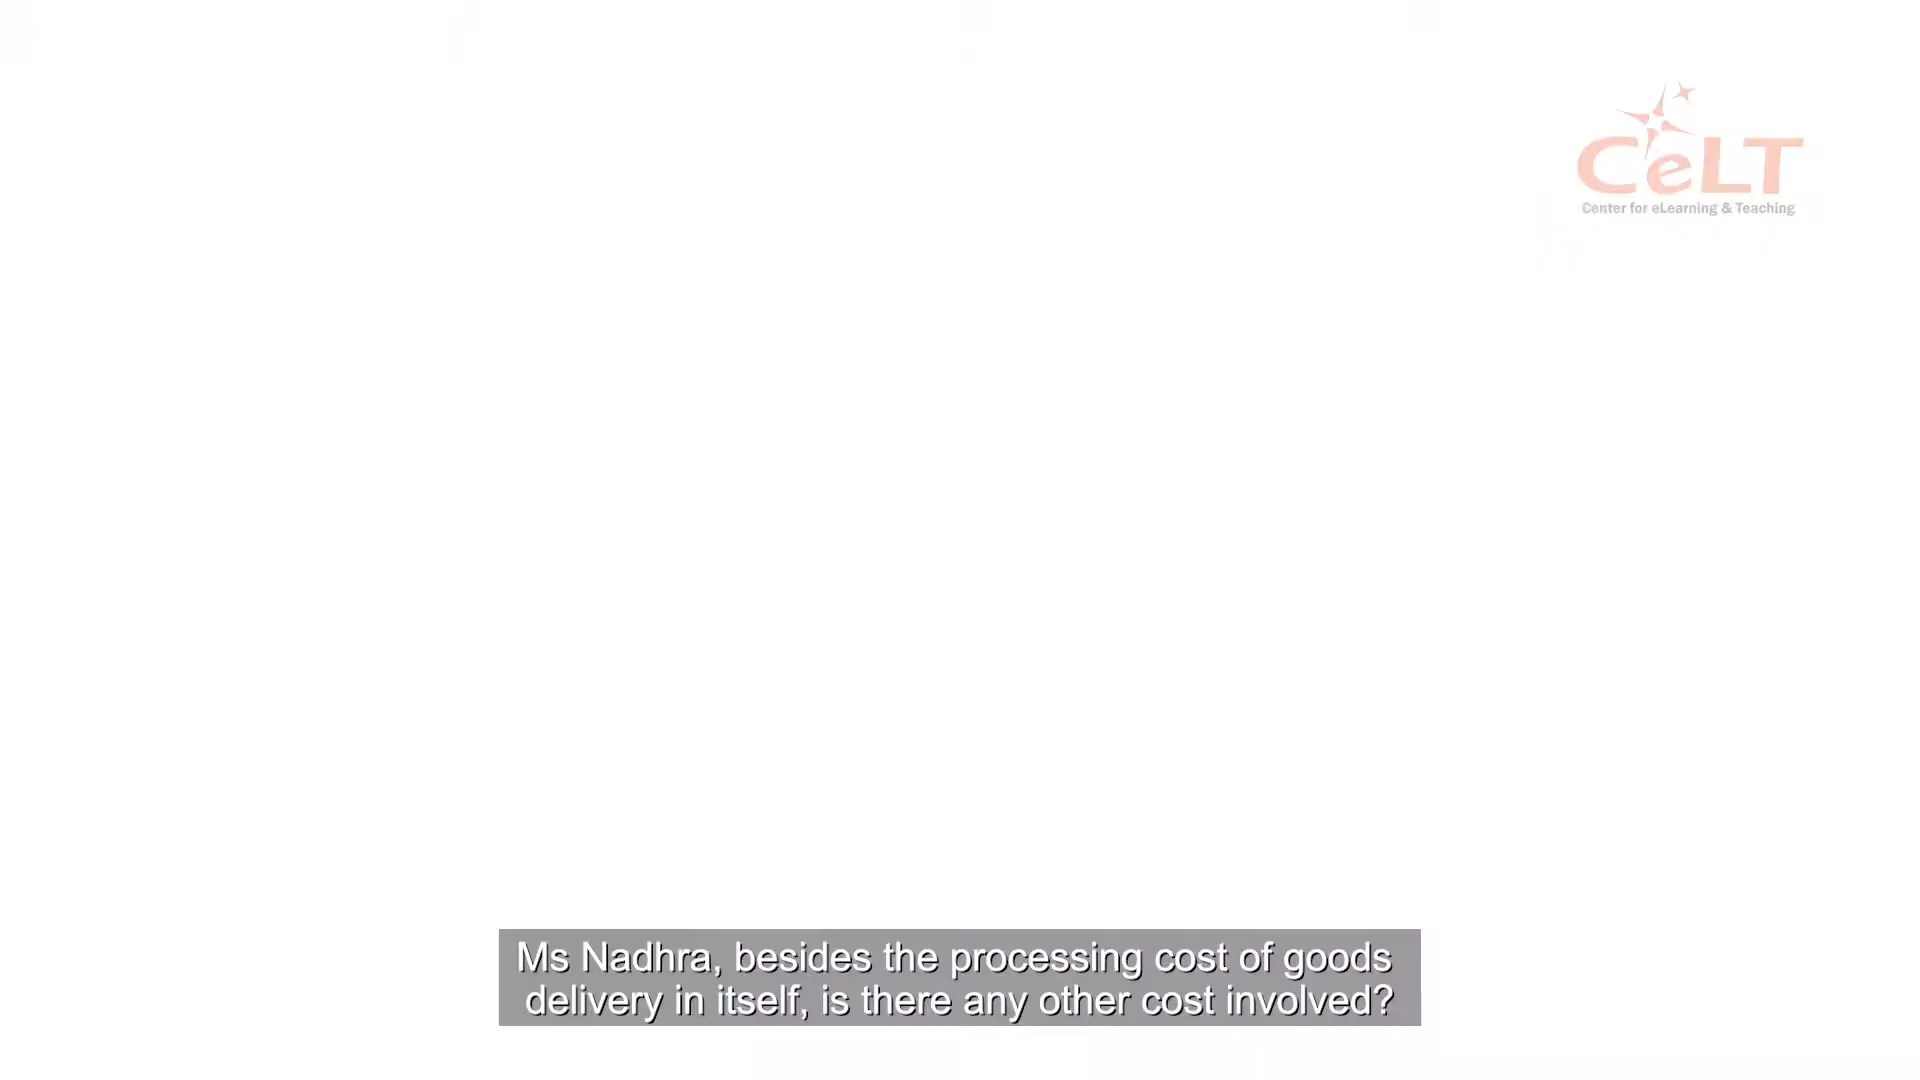 CeLT
Center for eLearning & Teaching
Ms Nadhra, besides the processing cost of goods
delivery in itself, is there any other cost involved?